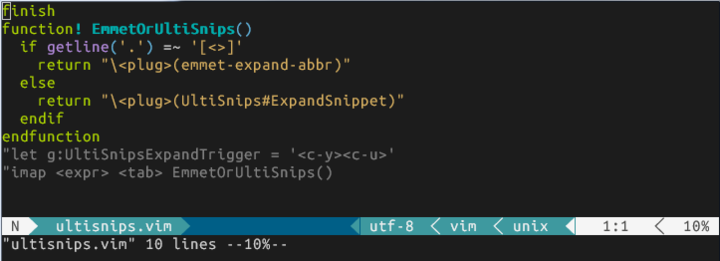 finish
function! EmmetOrUltiSnips()
  if getline('.') =~ '[<>]'
    return "\<plug>(emmet-expand-abbr)"
  else
    return "\<plug>(UltiSnips#ExpandSnippet)"
  endif
endfunction
"let g:UltiSnipsExpandTrigger = '<c-y><c-u>'
"imap <expr> <tab> EmmetOrUltiSnips()
N ultisnips.vim utf-8 < vim < unix 1:1 < 10%
"ultisnips.vim" 10 lines --10%--